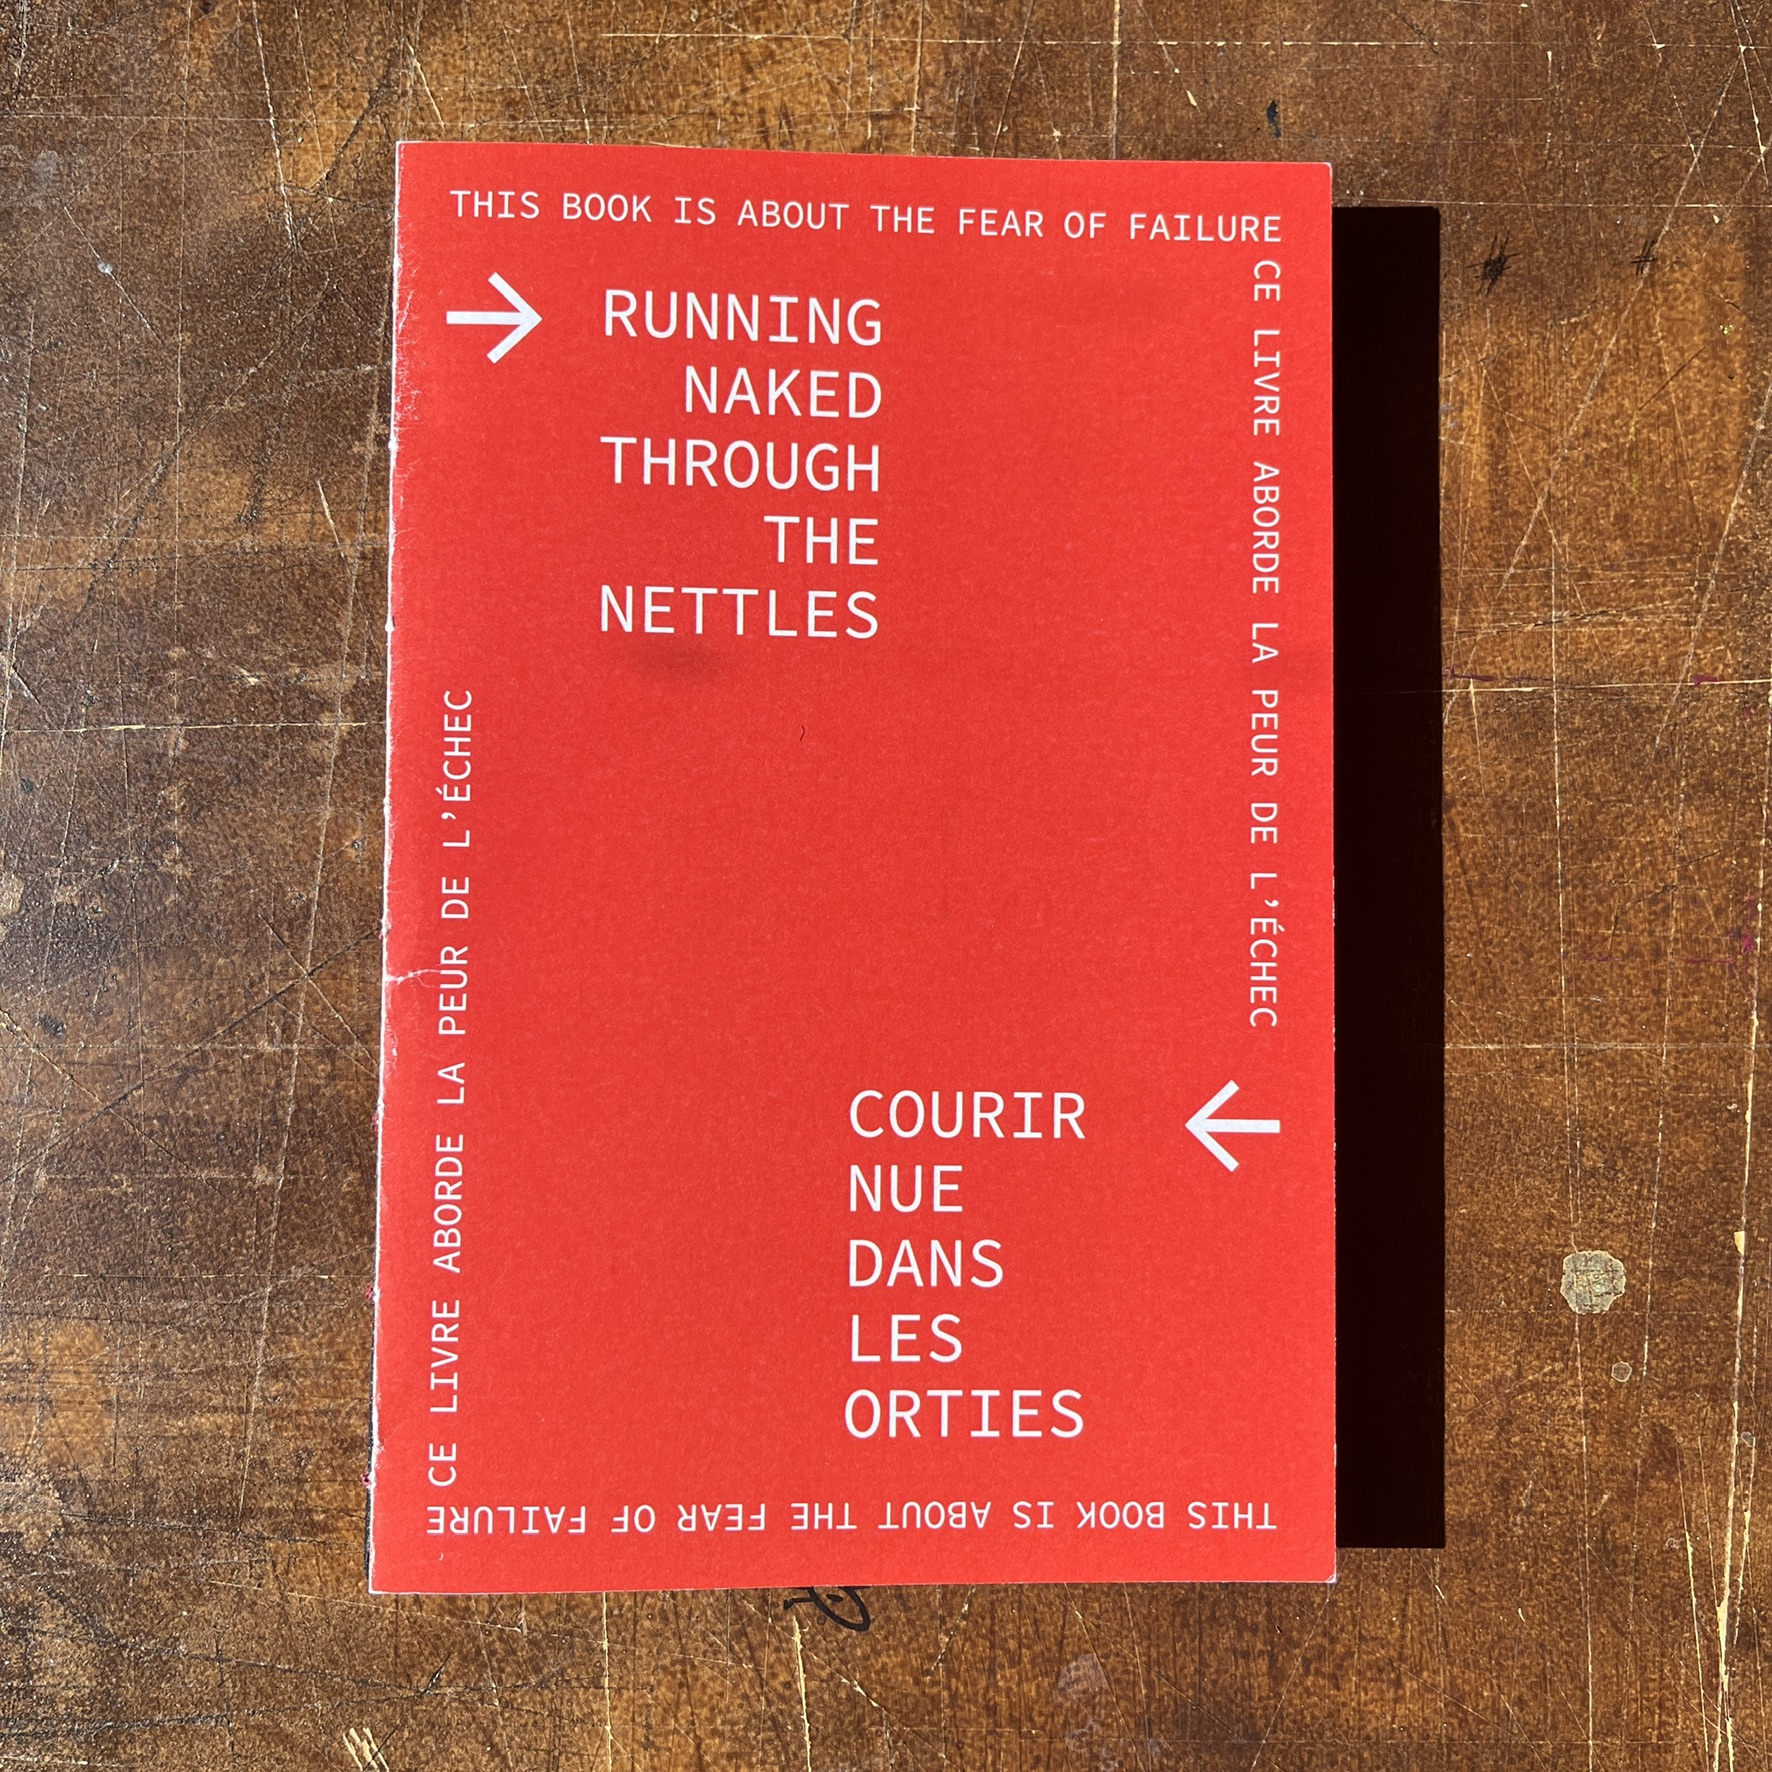 THIS BOOK IS ABOUT THE FEAR OF FAILURE
RUNNING
NAKED
THROUGH
THE
NETTLES
CE LIVRE ABORDE LA PEUR DE L'ÉCHEC
CE LIVRE ABORDE LA PEUR DE L'ÉCHEC
COURIR
NUE
DANS
LES
ORTIES
THIS BOOK IS ABOUT THE FEAR OF FAILURE